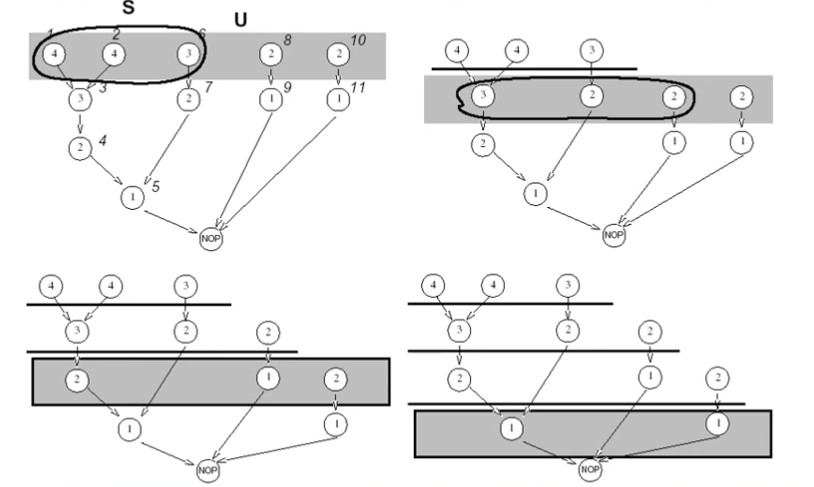 S U
1 2 6 8 10
4 4 3 2 2
3 7 9 11
3 2 1 1
2 4
1 5
NOP
4 4 3
3 2 2 2
2 1 1
1
NOP
4 4 3
3 2 2
2 1 2
1 1
NOP
4 4 3
3 2 2
2 1 2
1 1
NOP